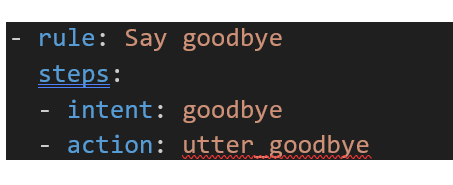 - rule: Say goodbye
steps:
- intent: goodbye
- action: utter_goodbye